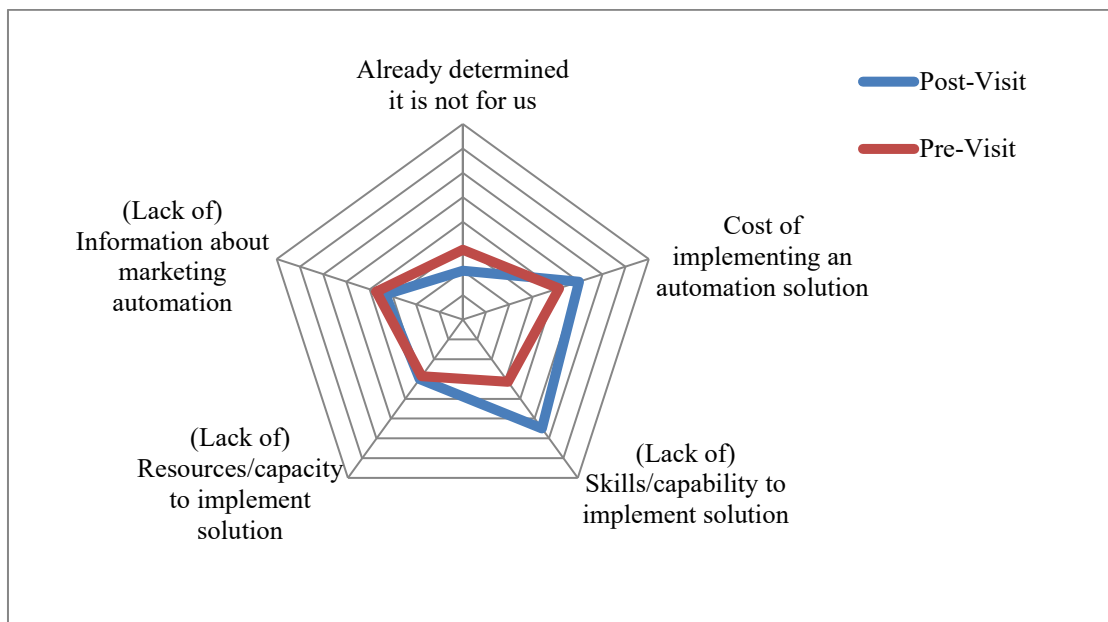 Already determined
it is not for us
Post-Visit
Pre-Visit
(Lack of)
Information about
marketing
automation
Cost of
implementing an
automation solution
(Lack of)
Resources/capacity
to implement
solution
(Lack of)
Skills/capability to
implement solution